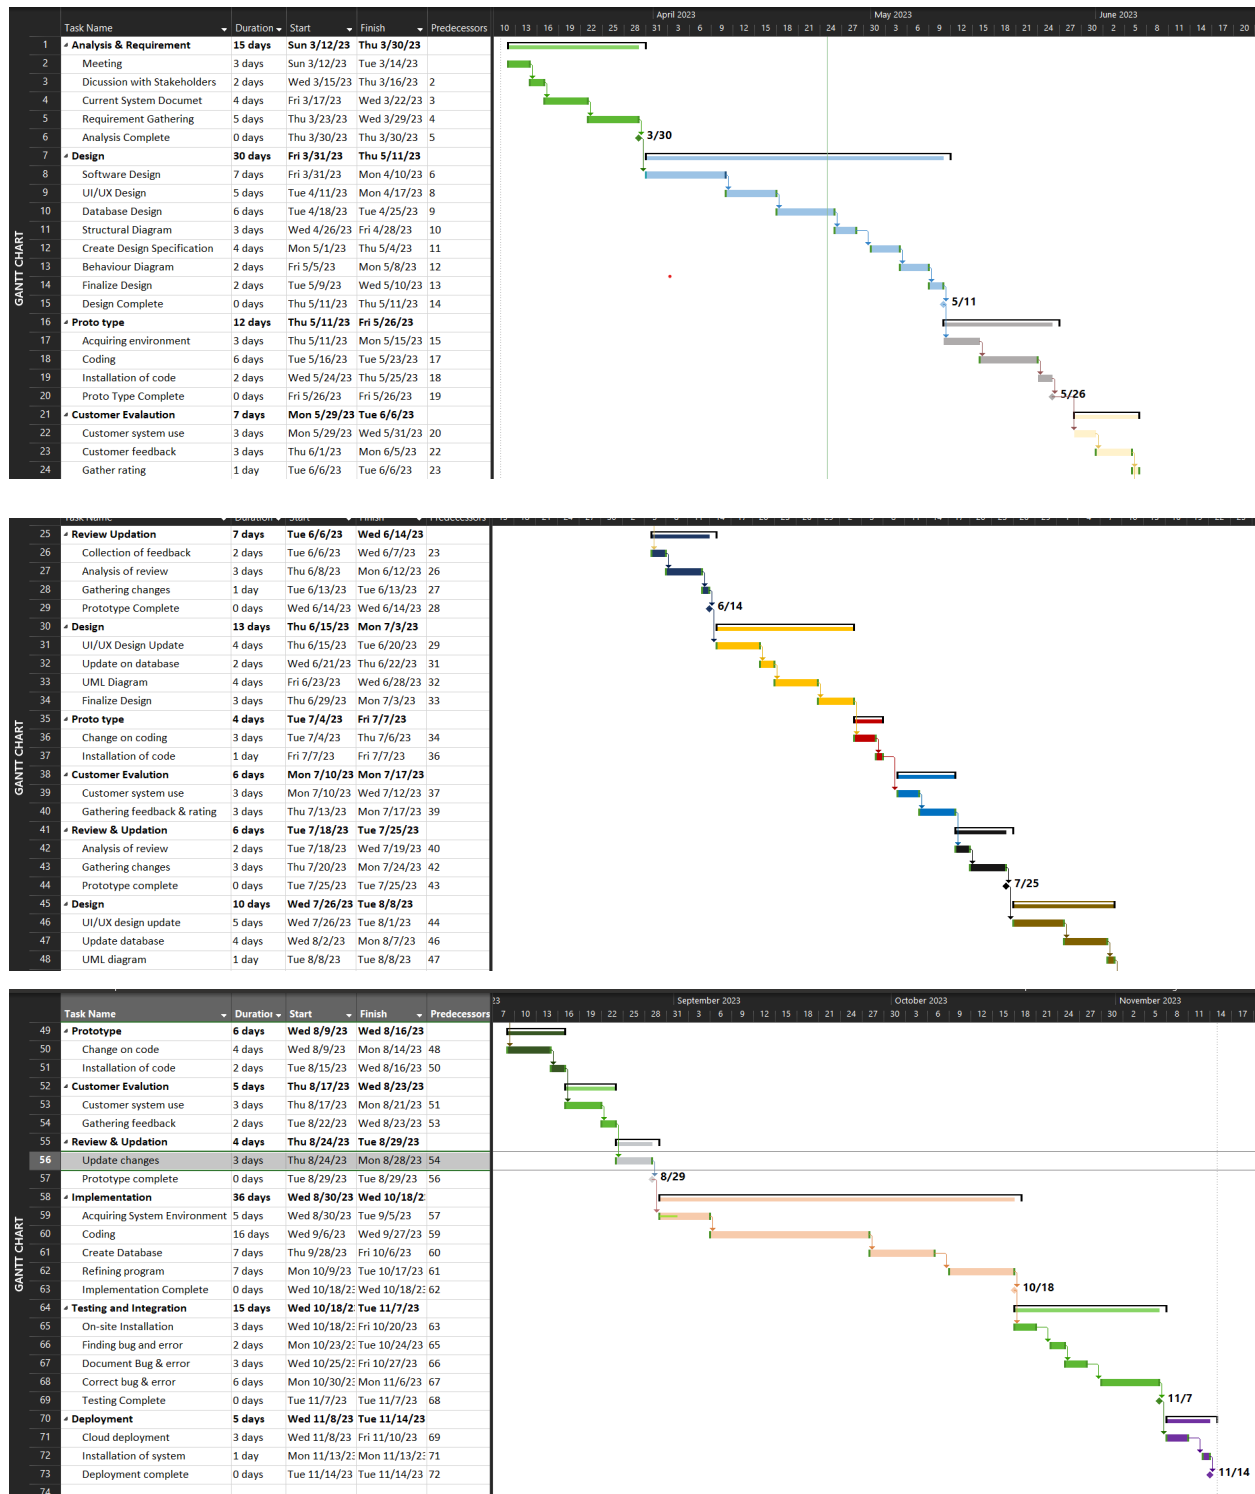 April 2023 May 2023 June 2023
Task Name Duration Start Finish Predecessors 10 13 16 19 22 25 28 31 3 6 9 12 15 18 21 24 27 30 3 6 9 12 15 18 21 24 27 30 2 5 8 11 14 17 20
GANTT CHART
1 Analysis & Requirement 15 days Sun 3/12/23 Thu 3/30/23
2 Meeting 3 days Sun 3/12/23 Tue 3/14/23
3 Dicussion with Stakeholders 2 days Wed 3/15/23 Thu 3/16/23 2
4 Current System Documet 4 days Fri 3/17/23 Wed 3/22/23 3
5 Requirement Gathering 5 days Thu 3/23/23 Wed 3/29/23 4
6 Analysis Complete 0 days Thu 3/30/23 Thu 3/30/23 5 3/30
7 Design 30 days Fri 3/31/23 Thu 5/11/23
8 Software Design 7 days Fri 3/31/23 Mon 4/10/23 6
9 UI/UX Design 5 days Tue 4/11/23 Mon 4/17/23 8
10 Database Design 6 days Tue 4/18/23 Tue 4/25/23 9
11 Structural Diagram 3 days Wed 4/26/23 Fri 4/28/23 10
12 Create Design Specification 4 days Mon 5/1/23 Thu 5/4/23 11
13 Behaviour Diagram 2 days Fri 5/5/23 Mon 5/8/23 12
14 Finalize Design 2 days Tue 5/9/23 Wed 5/10/23 13
15 Design Complete 0 days Thu 5/11/23 Thu 5/11/23 14 5/11
16 Proto type 12 days Thu 5/11/23 Fri 5/26/23
17 Acquiring environment 3 days Thu 5/11/23 Mon 5/15/23 15
18 Coding 6 days Tue 5/16/23 Tue 5/23/23 17
19 Installation of code 2 days Wed 5/24/23 Thu 5/25/23 18
20 Proto Type Complete 0 days Fri 5/26/23 Fri 5/26/23 19 5/26
21 Customer Evalaution 7 days Mon 5/29/23 Tue 6/6/23
22 Customer system use 3 days Mon 5/29/23 Wed 5/31/23 20
23 Customer feedback 3 days Thu 6/1/23 Mon 6/5/23 22
24 Gather rating 1 day Tue 6/6/23 Tue 6/6/23 23
GANTT CHART
25 Review Updation 7 days Tue 6/6/23 Wed 6/14/23
26 Collection of feedback 2 days Tue 6/6/23 Wed 6/7/23 23
27 Analysis of review 3 days Thu 6/8/23 Mon 6/12/23 26
28 Gathering changes 1 day Tue 6/13/23 Tue 6/13/23 27
29 Prototype Complete 0 days Wed 6/14/23 Wed 6/14/23 28 6/14
30 Design 13 days Thu 6/15/23 Mon 7/3/23
31 UI/UX Design Update 4 days Thu 6/15/23 Tue 6/20/23 29
32 Update on database 2 days Wed 6/21/23 Thu 6/22/23 31
33 UML Diagram 4 days Fri 6/23/23 Wed 6/28/23 32
34 Finalize Design 3 days Thu 6/29/23 Mon 7/3/23 33
35 Proto type 4 days Tue 7/4/23 Fri 7/7/23
36 Change on coding 3 days Tue 7/4/23 Thu 7/6/23 34
37 Installation of code 1 day Fri 7/7/23 Fri 7/7/23 36
38 Customer Evalution 6 days Mon 7/10/23 Mon 7/17/23
39 Customer system use 3 days Mon 7/10/23 Wed 7/12/23 37
40 Gathering feedback & rating 3 days Thu 7/13/23 Mon 7/17/23 39
41 Review & Updation 6 days Tue 7/18/23 Tue 7/25/23
42 Analysis of review 2 days Tue 7/18/23 Wed 7/19/23 40
43 Gathering changes 3 days Thu 7/20/23 Mon 7/24/23 42
44 Prototype complete 0 days Tue 7/25/23 Tue 7/25/23 43 7/25
45 Design 10 days Wed 7/26/23 Tue 8/8/23
46 UI/UX design update 5 days Wed 7/26/23 Tue 8/1/23 44
47 Update database 4 days Wed 8/2/23 Mon 8/7/23 46
48 UML diagram 1 day Tue 8/8/23 Tue 8/8/23 47
23 September 2023 October 2023 November 2023
Task Name Duration Start Finish Predecessors 7 10 13 16 19 22 25 28 31 3 6 9 12 15 18 21 24 27 30 3 6 9 12 15 18 21 24 27 30 2 5 8 11 14 17
GANTT CHART
49 Prototype 6 days Wed 8/9/23 Wed 8/16/23
50 Change on code 4 days Wed 8/9/23 Mon 8/14/23 48
51 Installation of code 2 days Tue 8/15/23 Wed 8/16/23 50
52 Customer Evalution 5 days Thu 8/17/23 Wed 8/23/23
53 Customer system use 3 days Thu 8/17/23 Mon 8/21/23 51
54 Gathering feedback 2 days Tue 8/22/23 Wed 8/23/23 53
55 Review & Updation 4 days Thu 8/24/23 Tue 8/29/23
56 Update changes 3 days Thu 8/24/23 Mon 8/28/23 54
57 Prototype complete 0 days Tue 8/29/23 Tue 8/29/23 56 8/29
58 Implementation 36 days Wed 8/30/23 Wed 10/18/2
59 Acquiring System Environment 5 days Wed 8/30/23 Tue 9/5/23 57
60 Coding 16 days Wed 9/6/23 Wed 9/27/23 59
61 Create Database 7 days Thu 9/28/23 Fri 10/6/23 60
62 Refining program 7 days Mon 10/9/23 Tue 10/17/23 61
63 Implementation Complete 0 days Wed 10/18/23 Wed 10/18/23 62 10/18
64 Testing and Integration 15 days Wed 10/18/2 Tue 11/7/23
65 On-site Installation 3 days Wed 10/18/23 Fri 10/20/23 63
66 Finding bug and error 2 days Mon 10/23/23 Tue 10/24/23 65
67 Document Bug & error 3 days Wed 10/25/23 Fri 10/27/23 66
68 Correct bug & error 6 days Mon 10/30/23 Mon 11/6/23 67
69 Testing Complete 0 days Tue 11/7/23 Tue 11/7/23 68 11/7
70 Deployment 5 days Wed 11/8/23 Tue 11/14/23
71 Cloud deployment 3 days Wed 11/8/23 Fri 11/10/23 69
72 Installation of system 1 day Mon 11/13/23 Mon 11/13/23 71
73 Deployment complete 0 days Tue 11/14/23 Tue 11/14/23 72 11/14
74